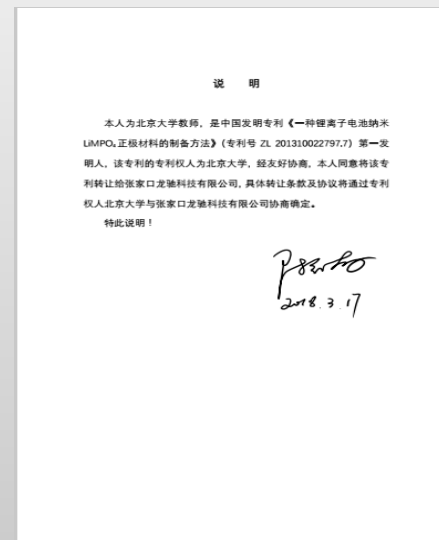 说 明
本人为北京大学教师，是中国发明专利《一种锂离子电池纳米
LiMPO₄正极材料的制备方法》（专利号 ZL 201310022797.7）第一发
明人，该专利的专利权人为北京大学，经友好协商，本人同意将该专
利转让给张家口龙驰科技有限公司，具体转让条款及协议将通过专利
权人北京大学与张家口龙驰科技有限公司协商确定。
特此说明！
2018.3.17